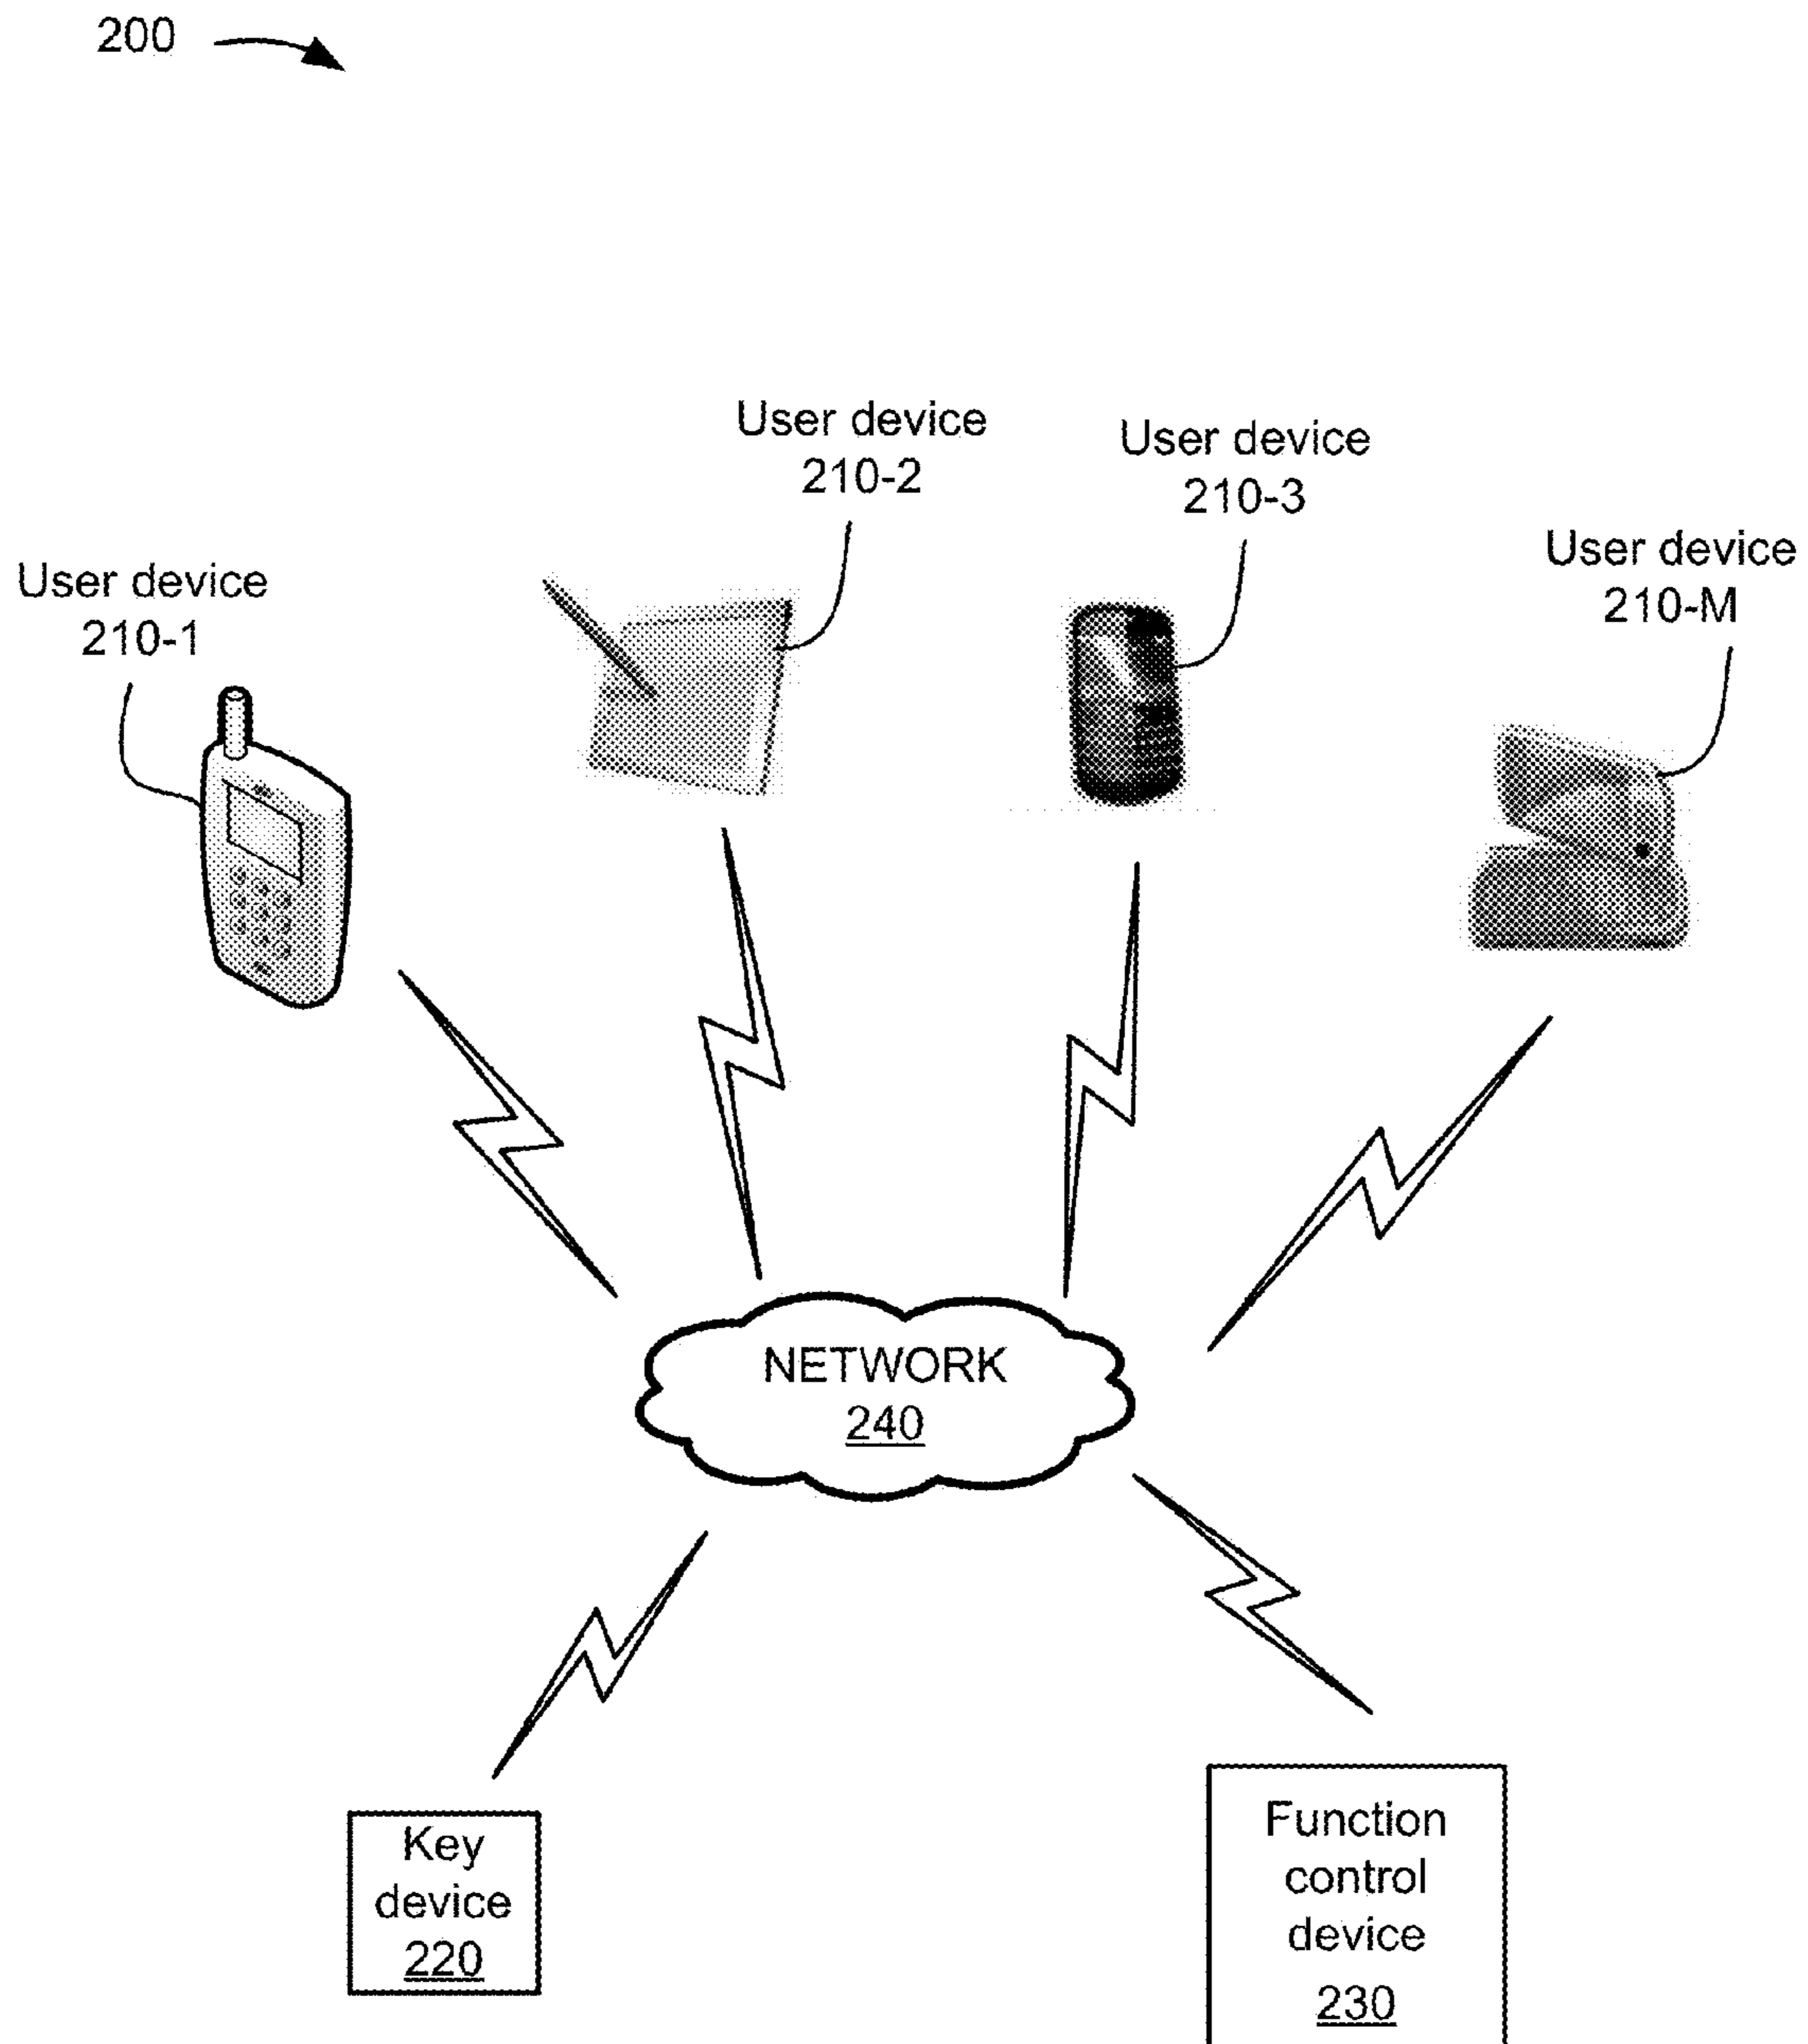 200
User device
210-2
User device
210-3
User device
210-M
User device
210-1
NETWORK
240
Key
device
220
Function
control
device
230